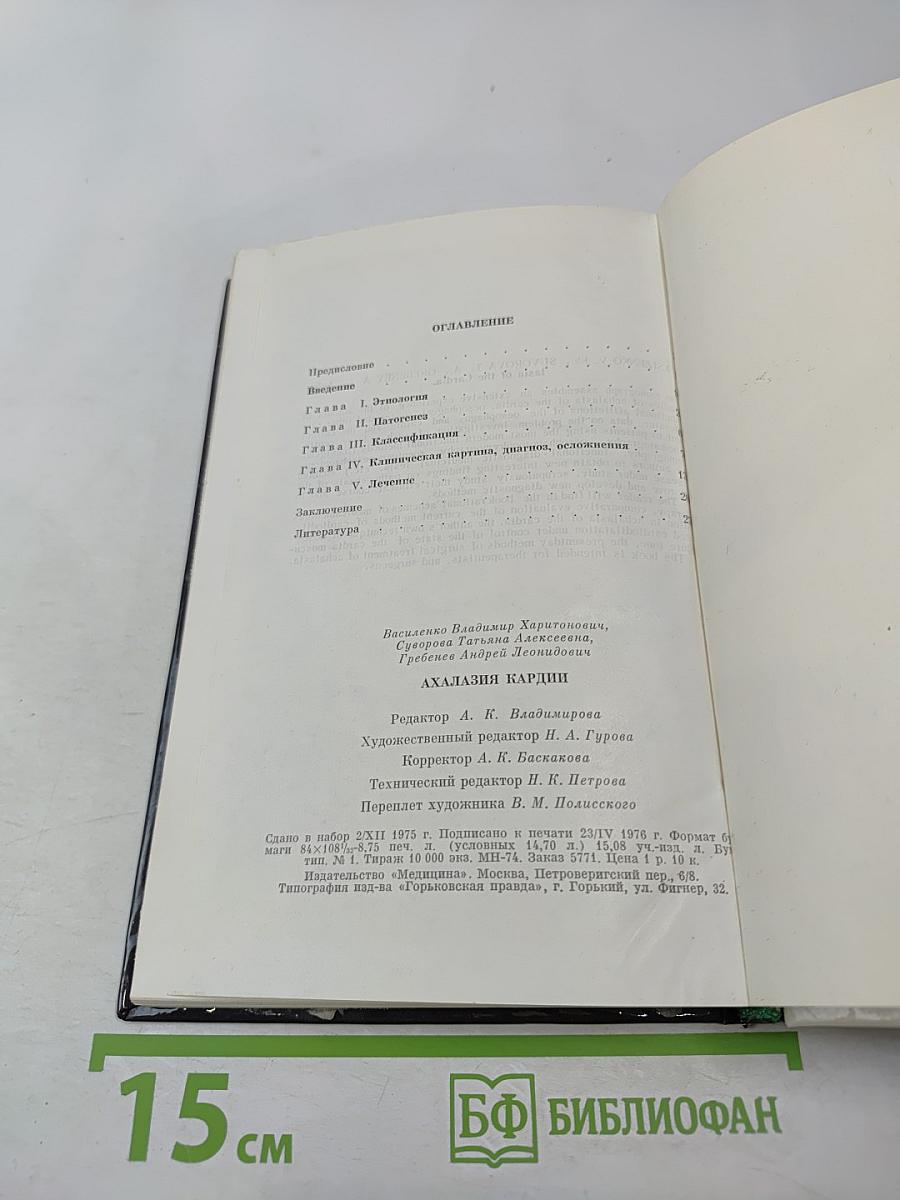 ОГЛАВЛЕНИЕ
Предисловие . . . . . . . . . .
Введение . . . . . . . . . .
Глава I. Этиология . . . . . . . . .
Глава II. Патогенез . . . . . . . . .
Глава III. Классификация . . . . . . . .
Глава IV. Клиническая картина, диагноз, осложнения . .
Глава V. Лечение . . . . . . . . .
Заключение . . . . . . . . . .
Литература . . . . . . . . . .
Василенко Владимир Харитонович,
Суворова Татьяна Алексеевна,
Гребенев Андрей Леонидович
АХАЛАЗИЯ КАРДИИ
Редактор А. К. Владимирова
Художественный редактор Н. А. Гурова
Корректор А. К. Баскакова
Технический редактор Н. К. Петрова
Переплет художника В. М. Полисского
Сдано в набор 2/XII 1975 г. Подписано к печати 23/IV 1976 г. Формат бу
маги 84×108¹/₃₂-8,75 печ. л. (условных 14,70 л.) 15,08 уч.-изд. л. Бу
тип. № 1. Тираж 10 000 экз. МН-74. Заказ 5771. Цена 1 р. 10 к.
Издательство «Медицина». Москва, Петроверигский пер., 6/8.
Типография изд-ва «Горьковская правда», г. Горький, ул. Фигнер, 32.
15 см
БФ БИБЛИОФАН